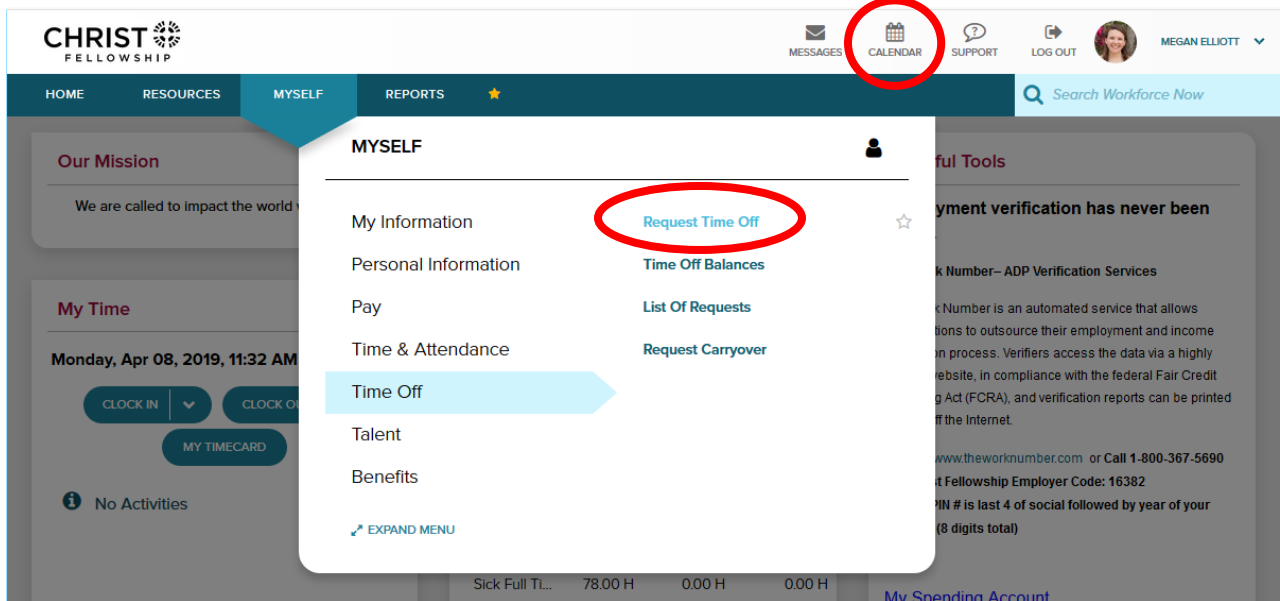 CHRIST
FELLOWSHIP
MESSAGES
CALENDAR
SUPPORT
LOG OUT
MEGAN ELLIOTT
HOME
RESOURCES
MYSELF
REPORTS
Search Workforce Now
Our Mission
We are called to impact the world
My Time
Monday, Apr 08, 2019, 11:32 AM
CLOCK IN
CLOCK
MY TIMECARD
No Activities
MYSELF
My Information
Personal Information
Pay
Time & Attendance
Time Off
Talent
Benefits
EXPAND MENU
Request Time Off
Time Off Balances
List Of Requests
Request Carryover
Sick Full Ti... 78.00 H 0.00 H 0.00 H
ful Tools
yment verification has never been
k Number– ADP Verification Services
Number is an automated service that allows
tions to outsource their employment and income
on process. Verifiers access the data via a highly
ebsite, in compliance with the federal Fair Credit
g Act (FCRA), and verification reports can be printed
ff the Internet.
www.theworknumber.com or Call 1-800-367-5690
t Fellowship Employer Code: 16382
PIN # is last 4 of social followed by year of your
(8 digits total)
My Spending Account